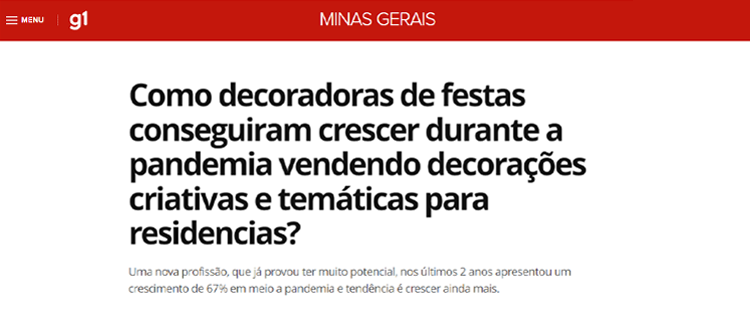 MENU g1 MINAS GERAIS
Como decoradoras de festas
conseguiram crescer durante a
pandemia vendendo decorações
criativas e temáticas para
residencias?
Uma nova profissão, que já provou ter muito potencial, nos últimos 2 anos apresentou um
crescimento de 67% em meio a pandemia e tendência é crescer ainda mais.